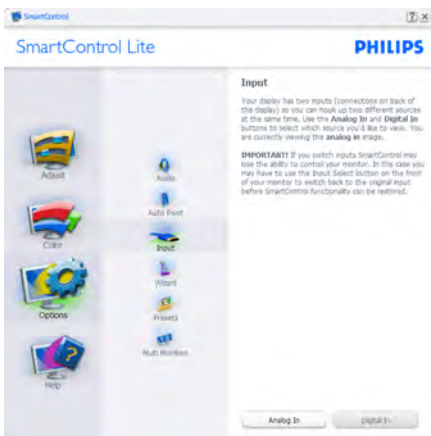 SmartControl
SmartControl Lite
PHILIPS
Adjust
Color
Options
Help
Audio
Auto Pivot
Input
Wizard
Presets
Multi Monitors
Input
Your display has two inputs (connections on back of
the display) so you can hook up two different sources
at the same time. Use the Analog In and Digital In
buttons to select which source you'd like to view. You
are currently viewing the analog in image.
IMPORTANT! If you switch inputs SmartControl may
lose the ability to control your monitor. In this case you
may have to use the Input Select button on the front
of your monitor to switch back to the original input
before SmartControl functionality can be restored.
Analog In
Digital In